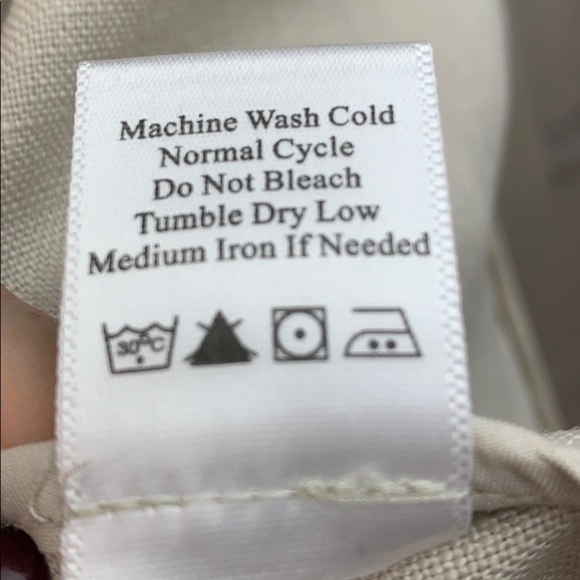 Machine Wash Cold
Normal Cycle
Do Not Bleach
Tumble Dry Low
Medium Iron If Needed
30°C